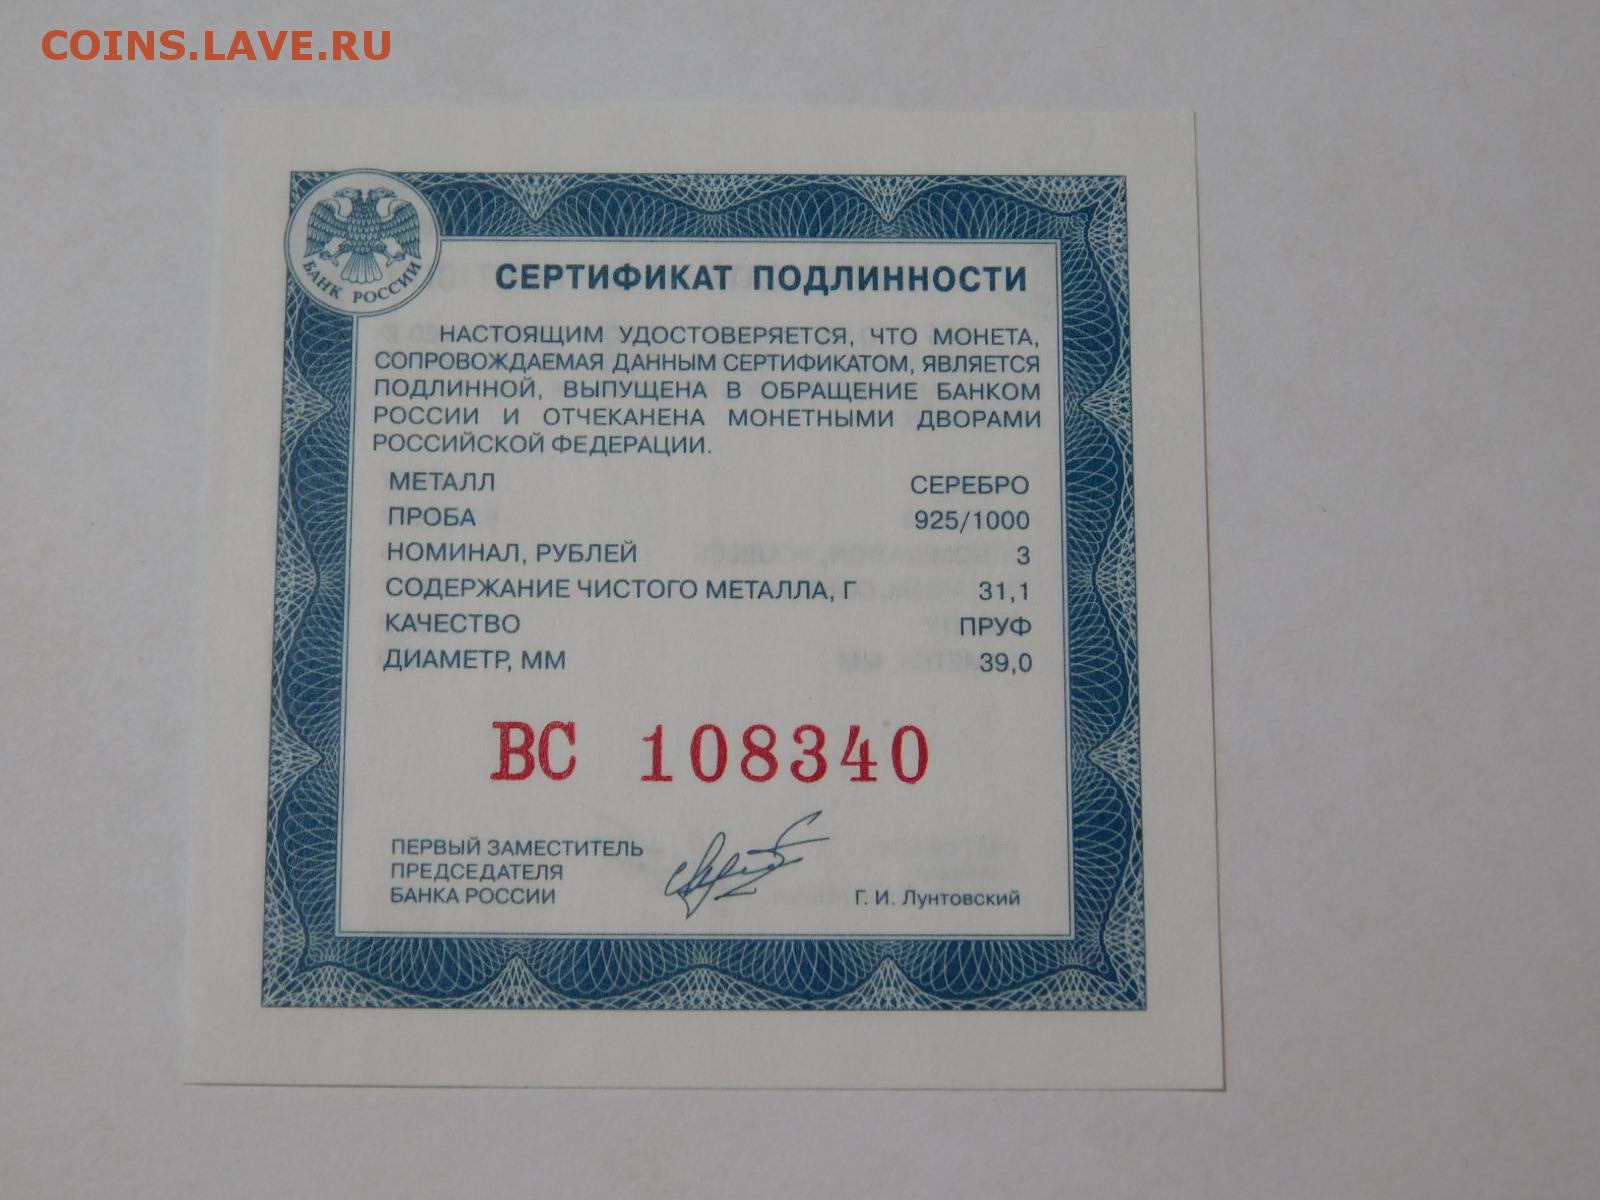 COINS.LAVE.RU
БАНК РОССИИ
СЕРТИФИКАТ ПОДЛИННОСТИ
НАСТОЯЩИМ УДОСТОВЕРЯЕТСЯ, ЧТО МОНЕТА,
СОПРОВОЖДАЕМАЯ ДАННЫМ СЕРТИФИКАТОМ, ЯВЛЯЕТСЯ
ПОДЛИННОЙ, ВЫПУЩЕНА В ОБРАЩЕНИЕ БАНКОМ
РОССИИ И ОТЧЕКАНЕНА МОНЕТНЫМИ ДВОРАМИ
РОССИЙСКОЙ ФЕДЕРАЦИИ.
МЕТАЛЛ СЕРЕБРО
ПРОБА 925/1000
НОМИНАЛ, РУБЛЕЙ 3
СОДЕРЖАНИЕ ЧИСТОГО МЕТАЛЛА, Г 31,1
КАЧЕСТВО ПРУФ
ДИАМЕТР, ММ 39,0
ВС 108340
ПЕРВЫЙ ЗАМЕСТИТЕЛЬ
ПРЕДСЕДАТЕЛЯ
БАНКА РОССИИ Г. И. Лунтовский